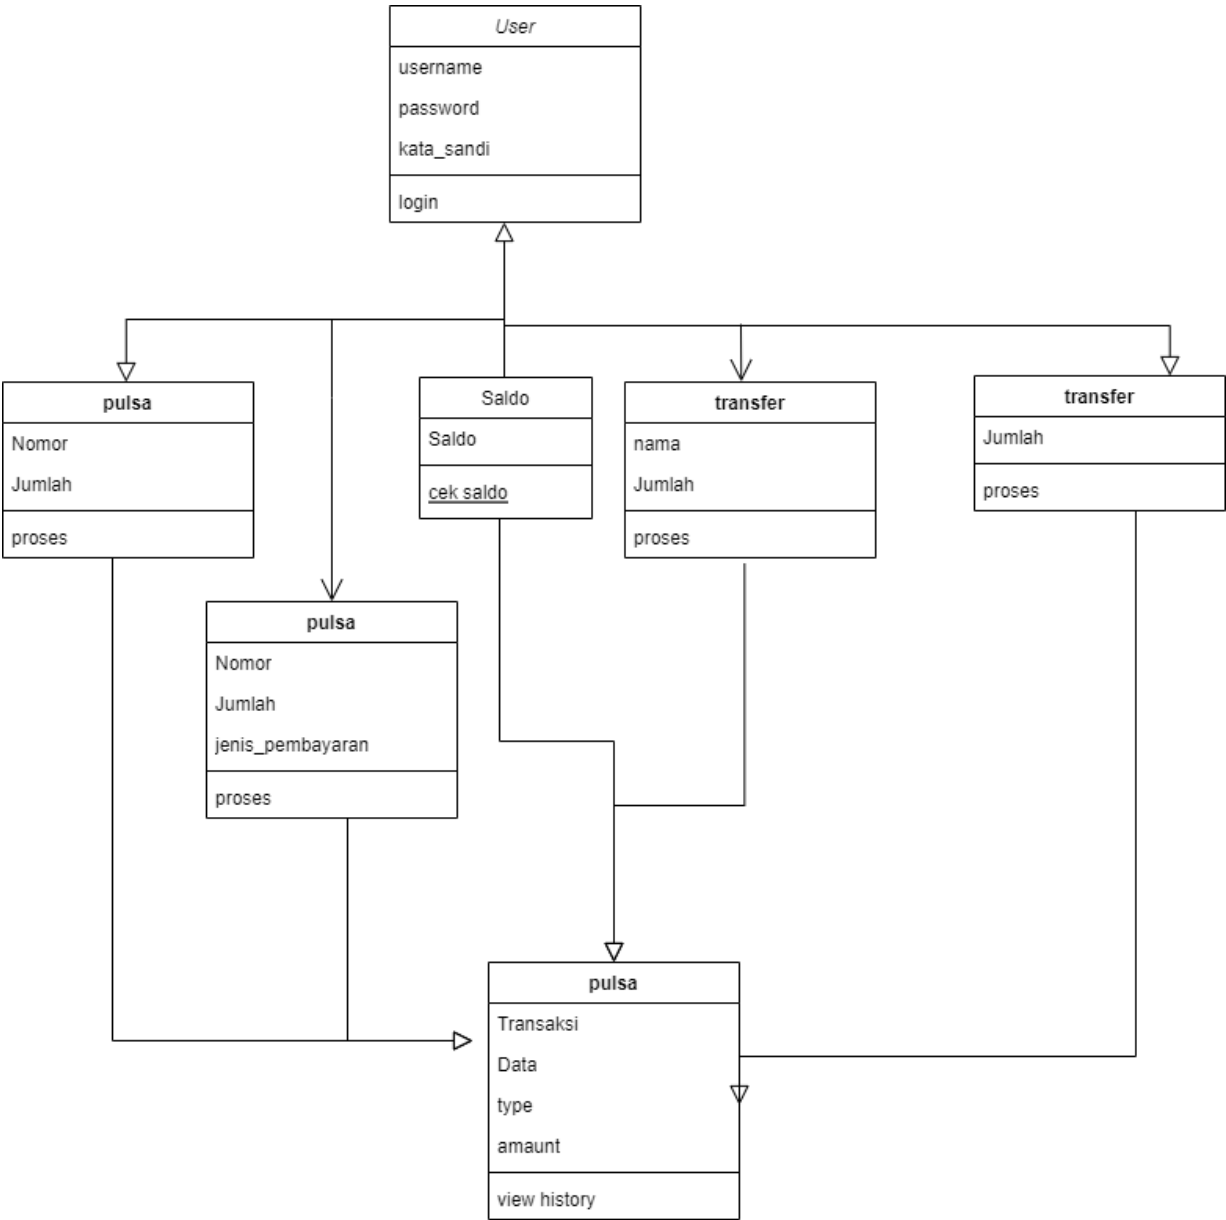 User
username
password
kata_sandi
login
pulsa
Nomor
Jumlah
proses
Saldo
Saldo
cek saldo
transfer
nama
Jumlah
proses
transfer
Jumlah
proses
pulsa
Nomor
Jumlah
jenis_pembayaran
proses
pulsa
Transaksi
Data
type
amaunt
view history